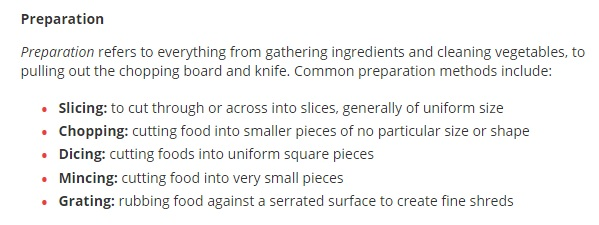 Preparation
Preparation refers to everything from gathering ingredients and cleaning vegetables, to
pulling out the chopping board and knife. Common preparation methods include:
• Slicing: to cut through or across into slices, generally of uniform size
• Chopping: cutting food into smaller pieces of no particular size or shape
• Dicing: cutting foods into uniform square pieces
• Mincing: cutting food into very small pieces
• Grating: rubbing food against a serrated surface to create fine shreds